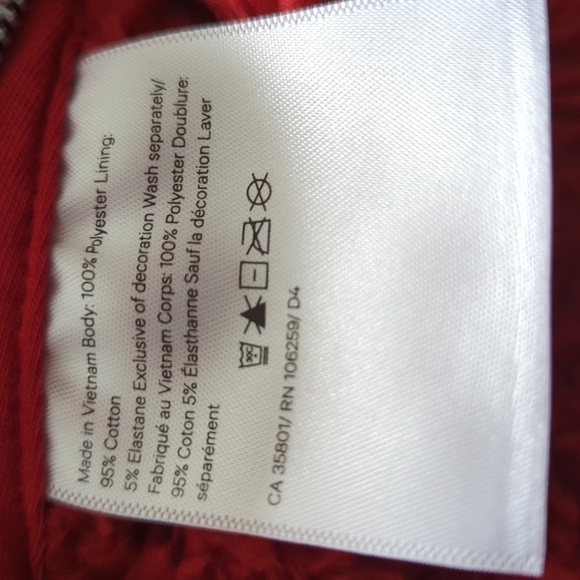 Made in Vietnam Body: 100% Polyester Lining:
95% Cotton
5% Elastane Exclusive of decoration Wash separately/
Fabriqué au Vietnam Corps: 100% Polyester Doublure:
95% Coton 5% Élasthanne Sauf la décoration Laver
séparément
30C
CA 35801/ RN 106259/ D4